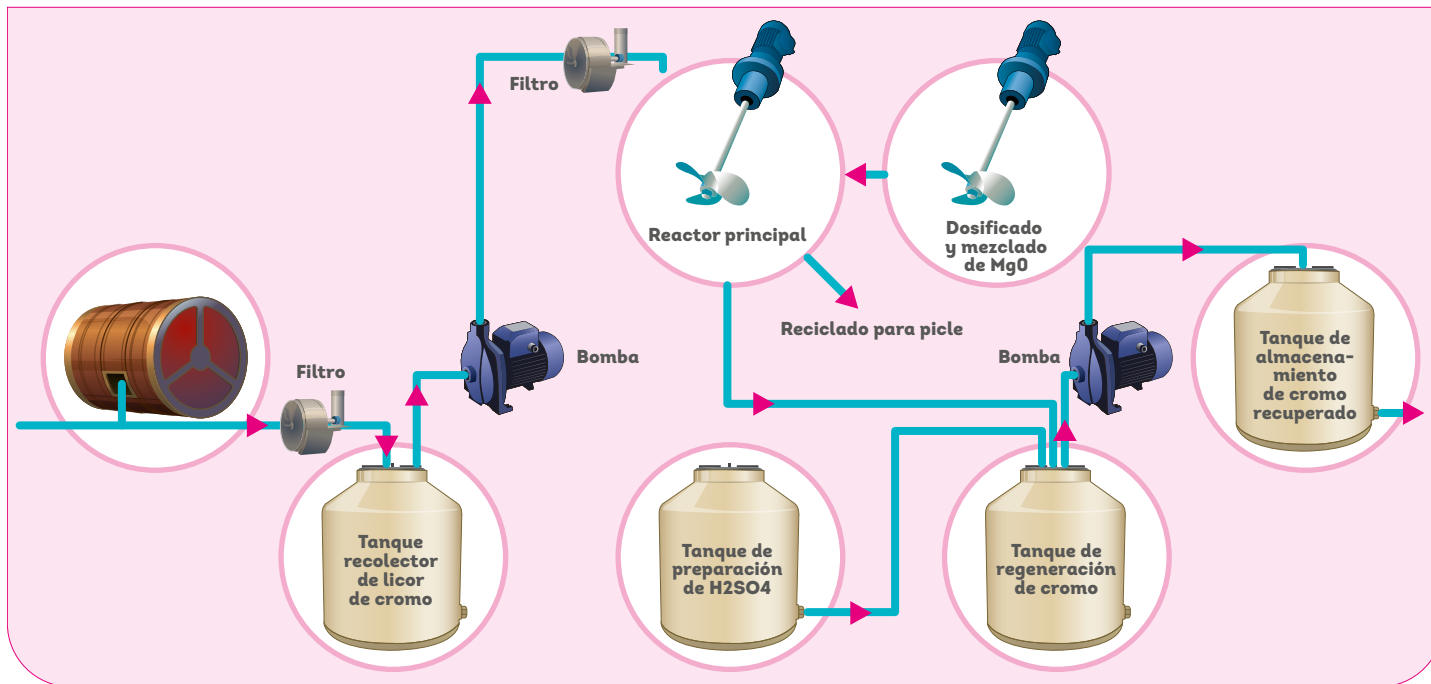 Filtro
Reactor principal
Dosificado
y mezclado
de Mg0
Reciclado para picle
Bomba
Bomba
Tanque de
almacena-
miento
de cromo
recuperado
Filtro
Tanque
recolector
de licor
de cromo
Tanque de
preparación
de H2SO4
Tanque de
regeneración
de cromo